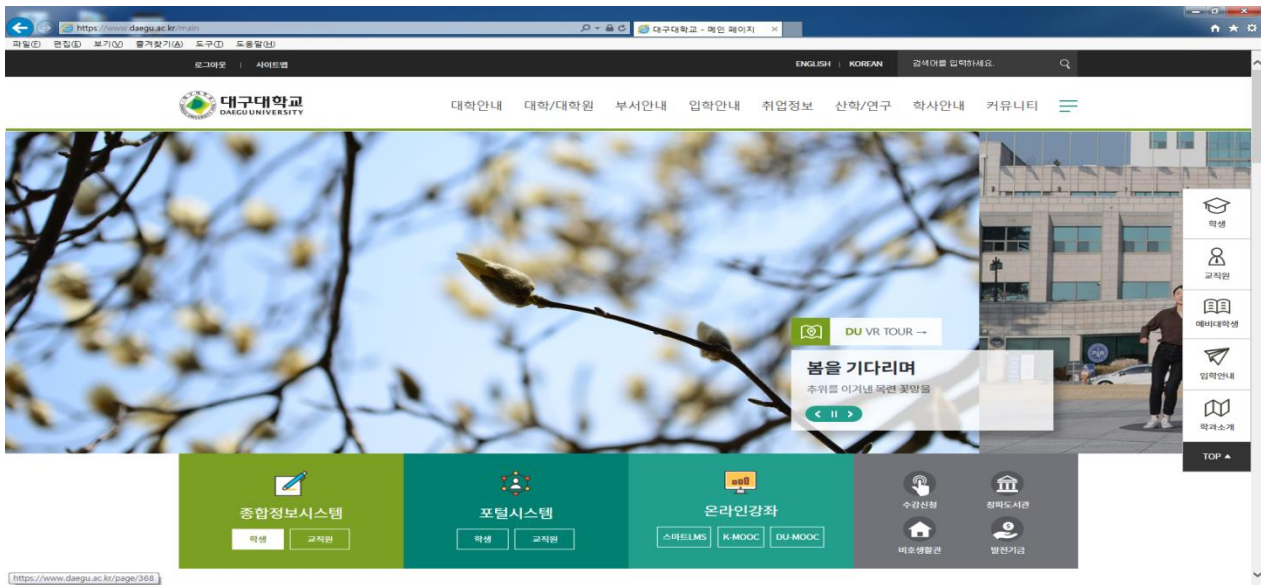 https://www.daegu.ac.kr/main
대구대학교 - 메인 페이지
파일(F) 편집(E) 보기(V) 즐겨찾기(A) 도구(T) 도움말(H)
로그아웃 | 사이트맵
ENGLISH | KOREAN 검색어를 입력하세요.
대구대학교
DAEGU UNIVERSITY
대학안내 대학/대학원 부서안내 입학안내 취업정보 산학/연구 학사안내 커뮤니티
학생
교직원
예비대학생
입학안내
학과소개
TOP
DU VR TOUR →
봄을 기다리며
추위를 이겨낸 목련 꽃망울
종합정보시스템
학생 교직원
포털시스템
학생 교직원
온라인강좌
스마트LMS K-MOOC DU-MOOC
수강신청 창파도서관
비호생활관 발전기금
https://www.daegu.ac.kr/page/368